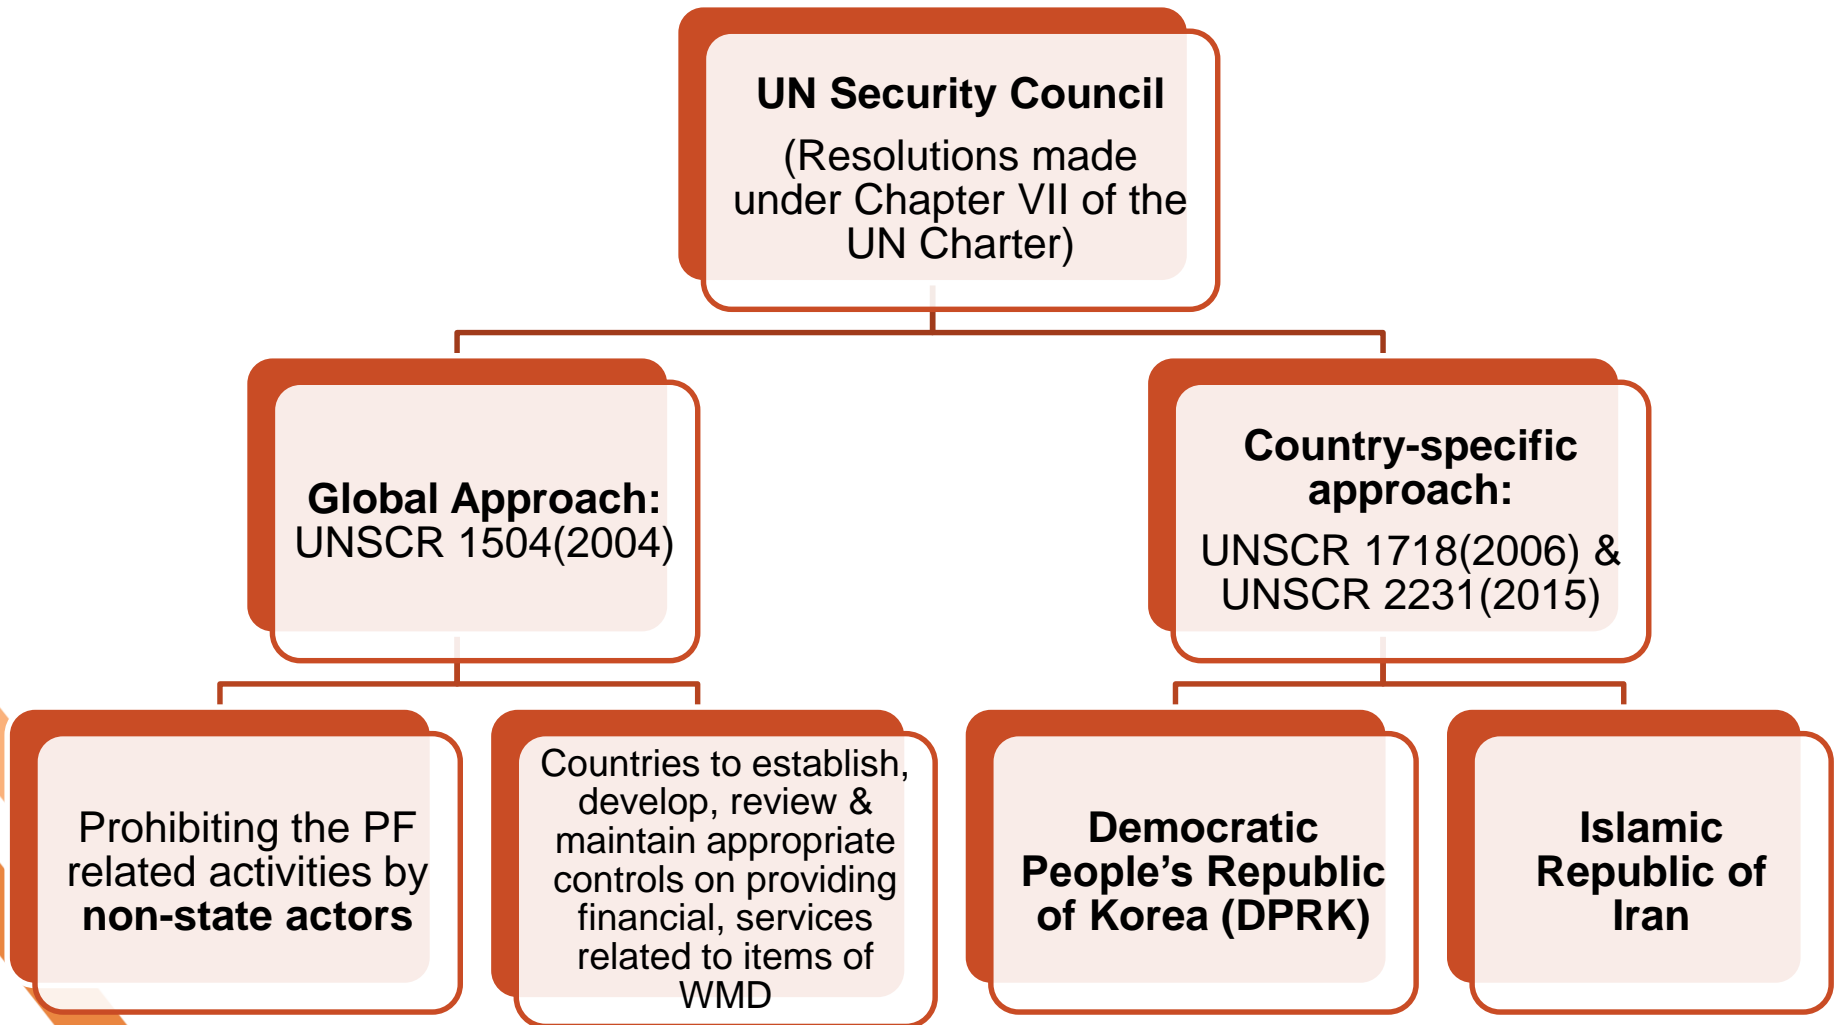 UN Security Council
(Resolutions made
under Chapter VII of the
UN Charter)
Global Approach:
UNSCR 1504(2004)
Country-specific
approach:
UNSCR 1718(2006) &
UNSCR 2231(2015)
Prohibiting the PF
related activities by
non-state actors
Countries to establish,
develop, review &
maintain appropriate
controls on providing
financial, services
related to items of
WMD
Democratic
People’s Republic
of Korea (DPRK)
Islamic
Republic of
Iran